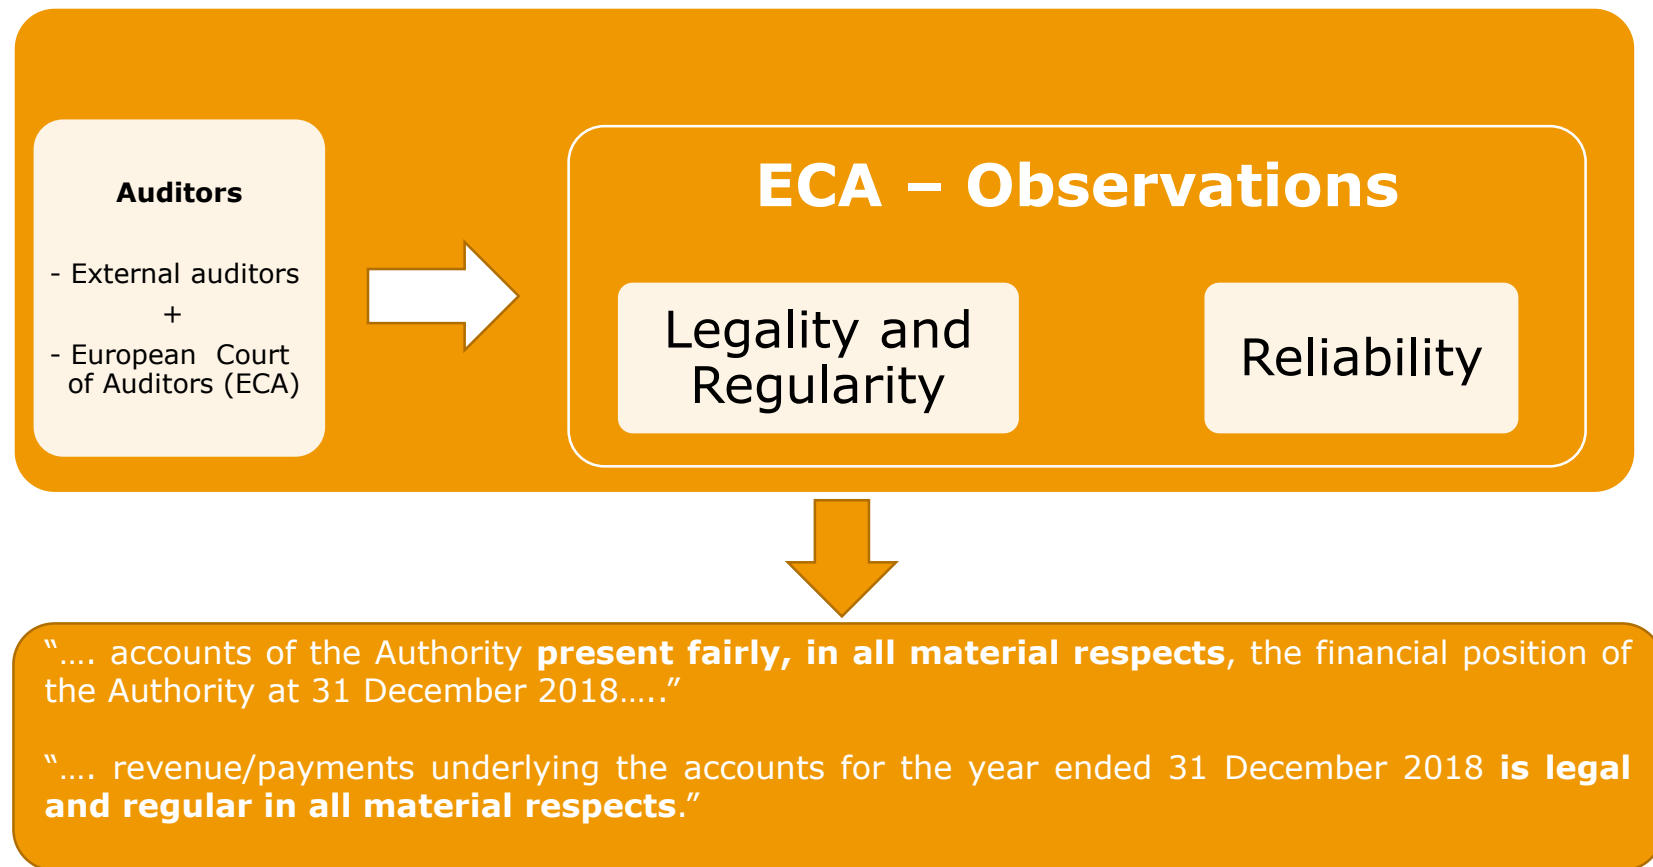 Auditors
- External auditors
+
- European Court
of Auditors (ECA)
ECA – Observations
Legality and
Regularity
Reliability
“.... accounts of the Authority present fairly, in all material respects, the financial position of
the Authority at 31 December 2018…..”
“.... revenue/payments underlying the accounts for the year ended 31 December 2018 is legal
and regular in all material respects.”